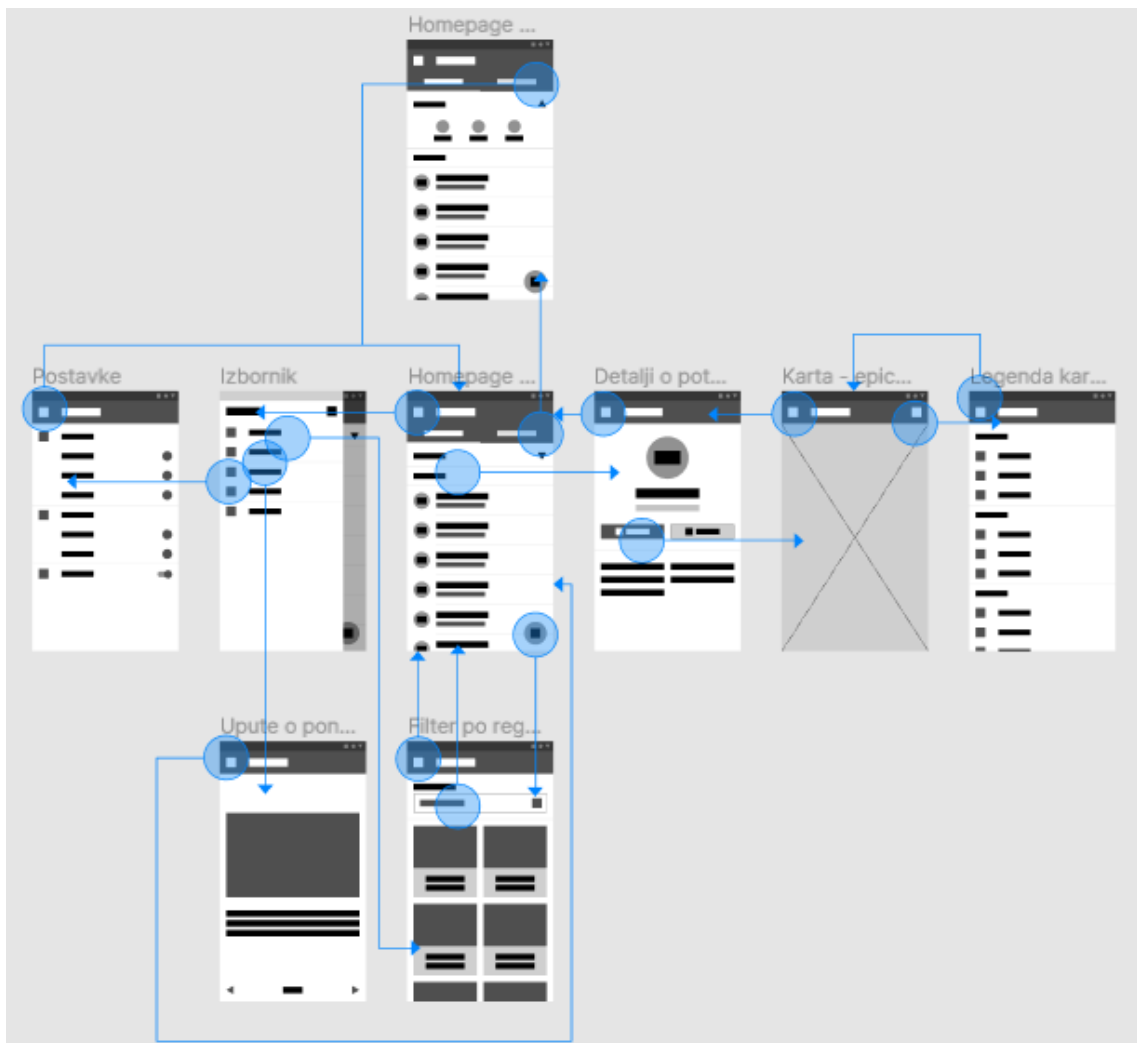 Homepage ...
Postavke
Izbornik
Homepage ...
Detalji o pot...
Karta - epic...
Legenda kar...
Upute o pon...
Filter po reg...